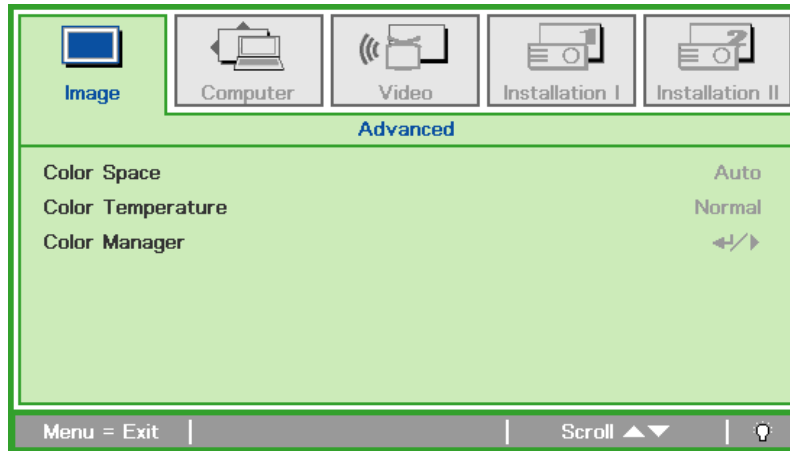 Image Computer Video Installation I Installation II
Advanced
Color Space Auto
Color Temperature Normal
Color Manager ↵/▶
Menu = Exit | | Scroll ▲▼ |